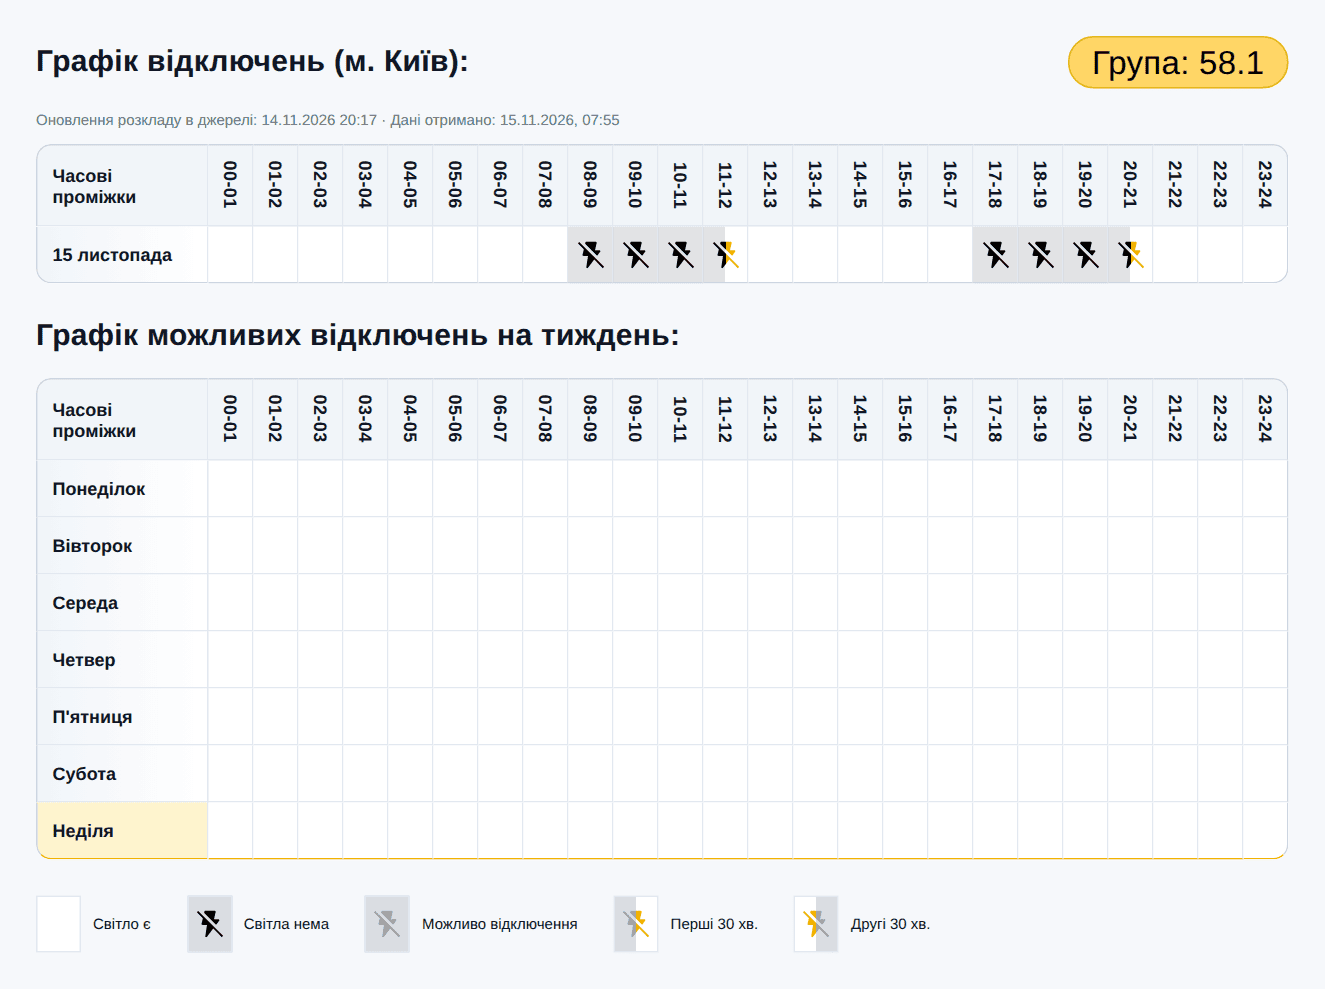 Графік відключень (м. Київ):
Група: 58.1
Оновлення розкладу в джерелі: 14.11.2026 20:17 · Дані отримано: 15.11.2026, 07:55
Часові проміжки 00-01 01-02 02-03 03-04 04-05 05-06 06-07 07-08 08-09 09-10 10-11 11-12 12-13 13-14 14-15 15-16 16-17 17-18 18-19 19-20 20-21 21-22 22-23 23-24
15 листопада
Графік можливих відключень на тиждень:
Часові проміжки 00-01 01-02 02-03 03-04 04-05 05-06 06-07 07-08 08-09 09-10 10-11 11-12 12-13 13-14 14-15 15-16 16-17 17-18 18-19 19-20 20-21 21-22 22-23 23-24
Понеділок
Вівторок
Середа
Четвер
П'ятниця
Субота
Неділя
Світло є Світла нема Можливо відключення Перші 30 хв. Другі 30 хв.